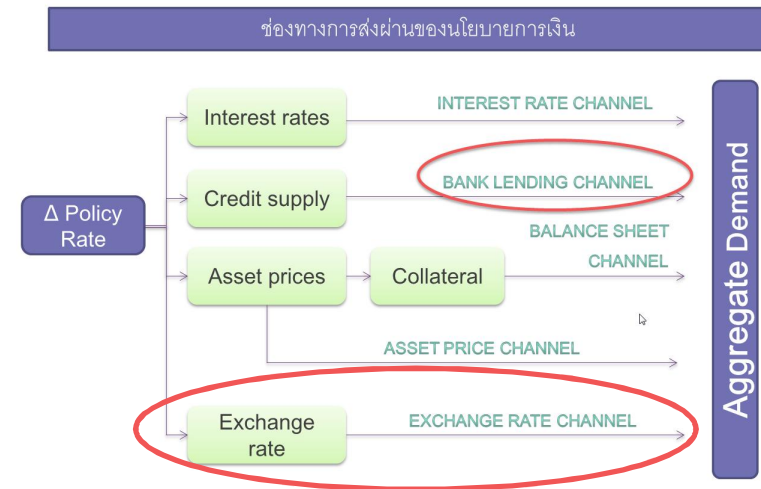 ช่องทางการส่งผ่านของนโยบายการเงิน
INTEREST RATE CHANNEL
Interest rates
BANK LENDING CHANNEL
Credit supply
Δ Policy
Rate
BALANCE SHEET
CHANNEL
Asset prices
Collateral
ASSET PRICE CHANNEL
Exchange
rate
EXCHANGE RATE CHANNEL
Aggregate Demand